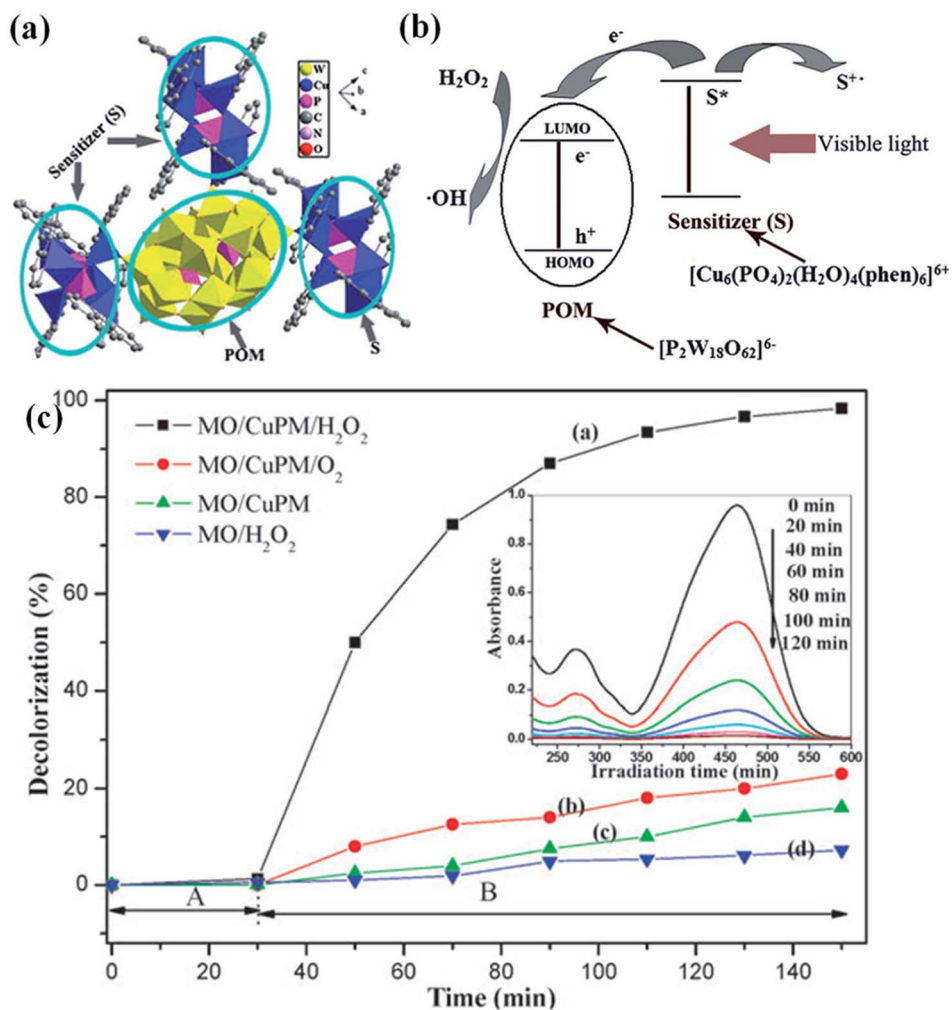 (a)
Sensitizer (S)
W
Cu
P
C
N
O
c
b
a
POM
S
(b)
e-
H2O2
S*
S+·
LUMO
e-
Visible light
·OH
h+
HOMO
Sensitizer (S)
[Cu6(PO4)2(H2O)4(phen)6]6+
POM
[P2W18O62]6-
(c)
100
80
60
40
20
0
Decolorization (%)
MO/CuPM/H2O2
MO/CuPM/O2
MO/CuPM
MO/H2O2
(a)
(b)
(c)
(d)
A
B
0 20 40 60 80 100 120 140
Time (min)
1.0
0.8
0.6
0.4
0.2
0.0
Absorbance
0 min
20 min
40 min
60 min
80 min
100 min
120 min
250 300 350 400 450 500 550 600
Irradiation time (min)